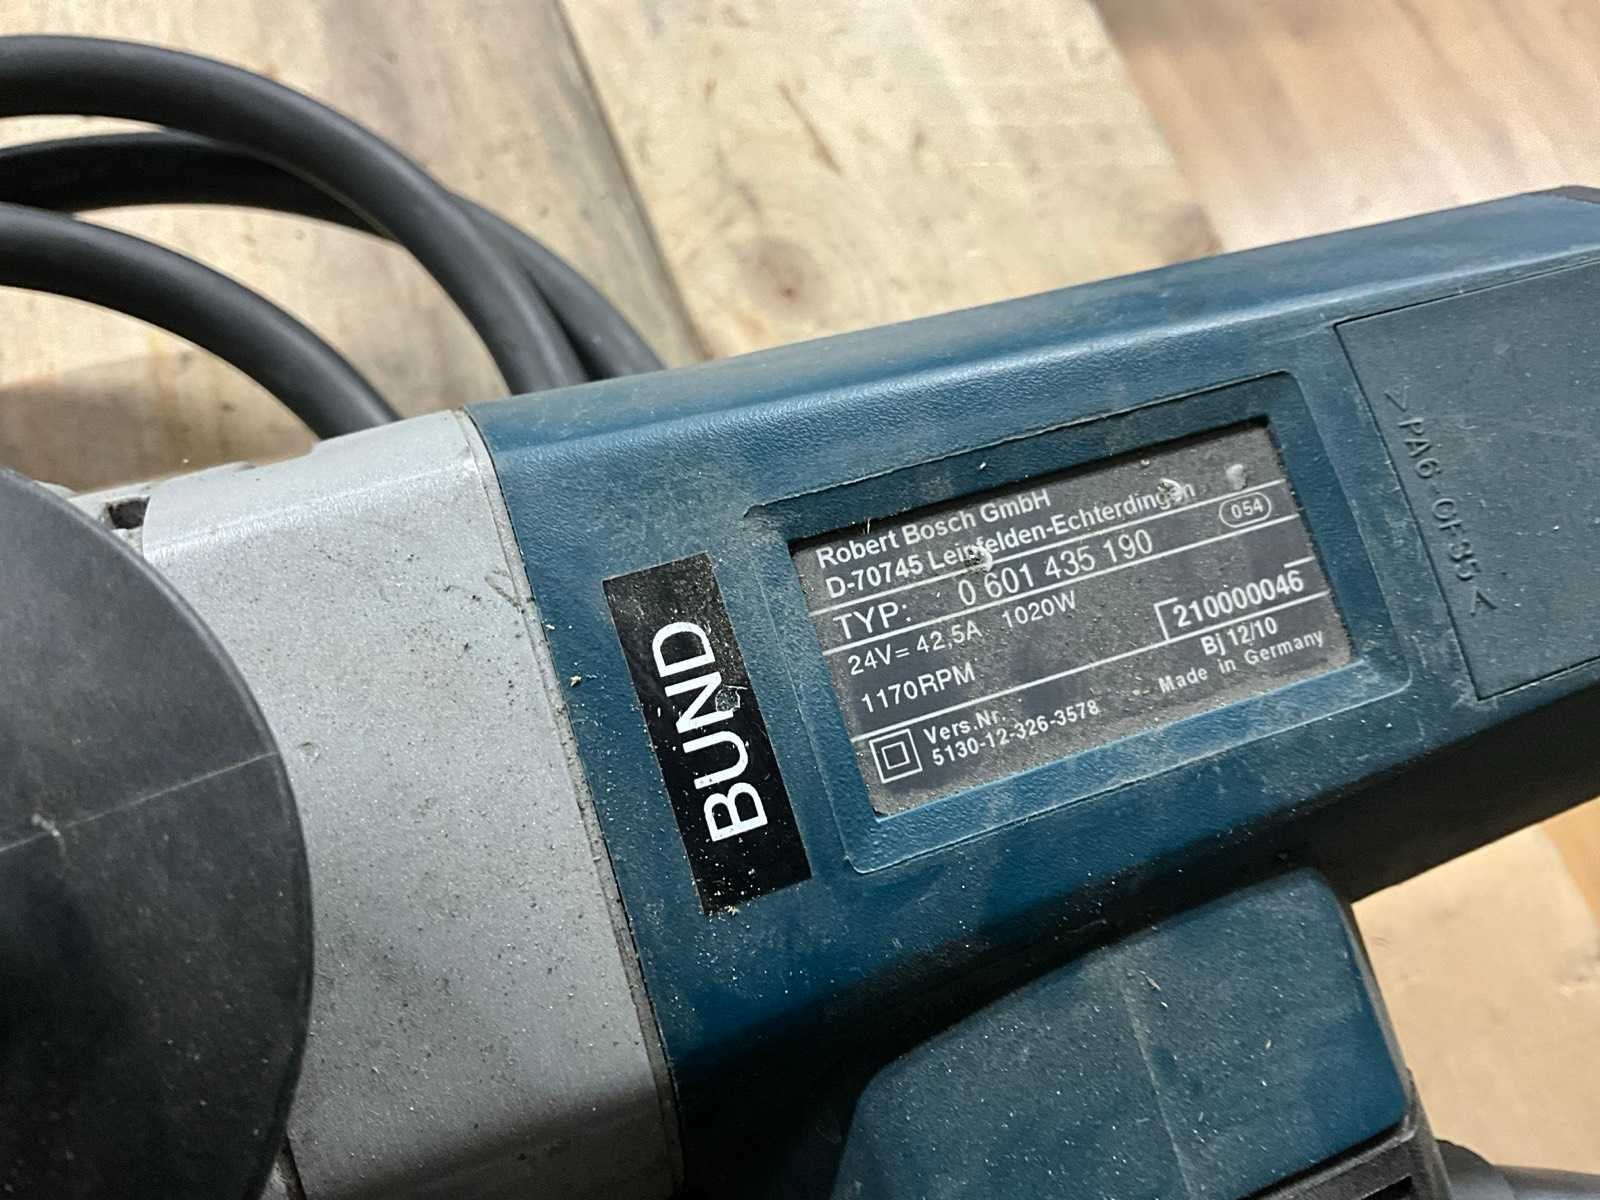 BUND
Robert Bosch GmbH
D-70745 Leinfelden-Echterdingen
TYP: 0 601 435 190 054
24V= 42,5A 1020W
1170RPM
210000046
Bj 12/10
Made in Germany
Vers.Nr.
5130-12-326-3578
>PA6-GF35<